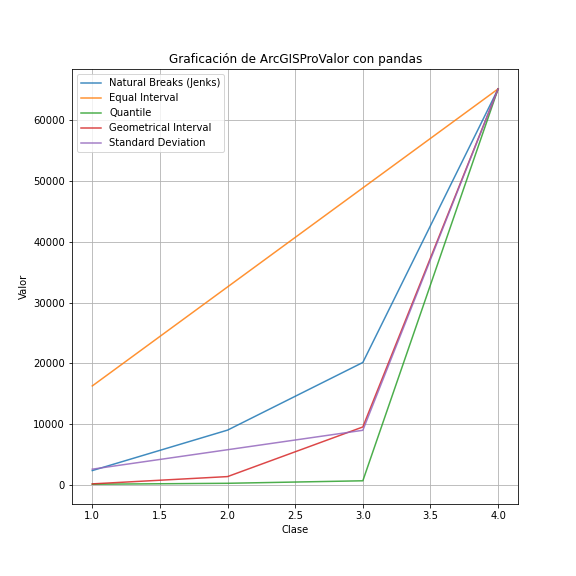 Graficación de ArcGISProValor con pandas
Natural Breaks (Jenks)
Equal Interval
Quantile
Geometrical Interval
Standard Deviation
60000
50000
40000
30000
20000
10000
0
Valor
1.0 1.5 2.0 2.5 3.0 3.5 4.0
Clase